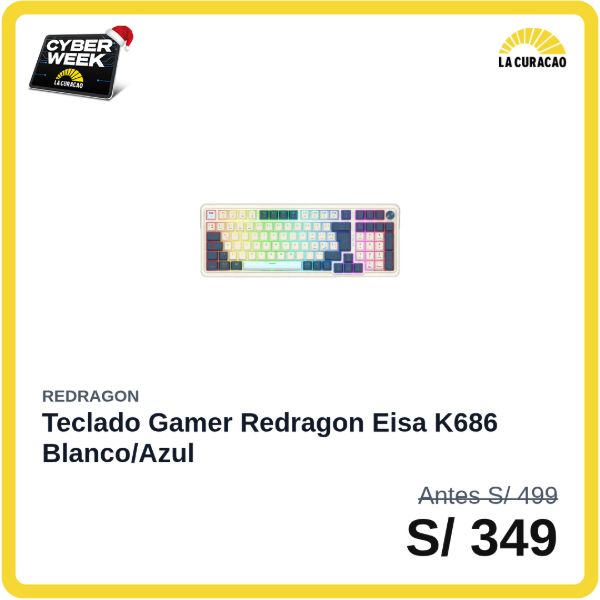 CYBER
WEEK
LA CURACAO
LA CURACAO
REDRAGON
Teclado Gamer Redragon Eisa K686
Blanco/Azul
Antes S/ 499
S/ 349